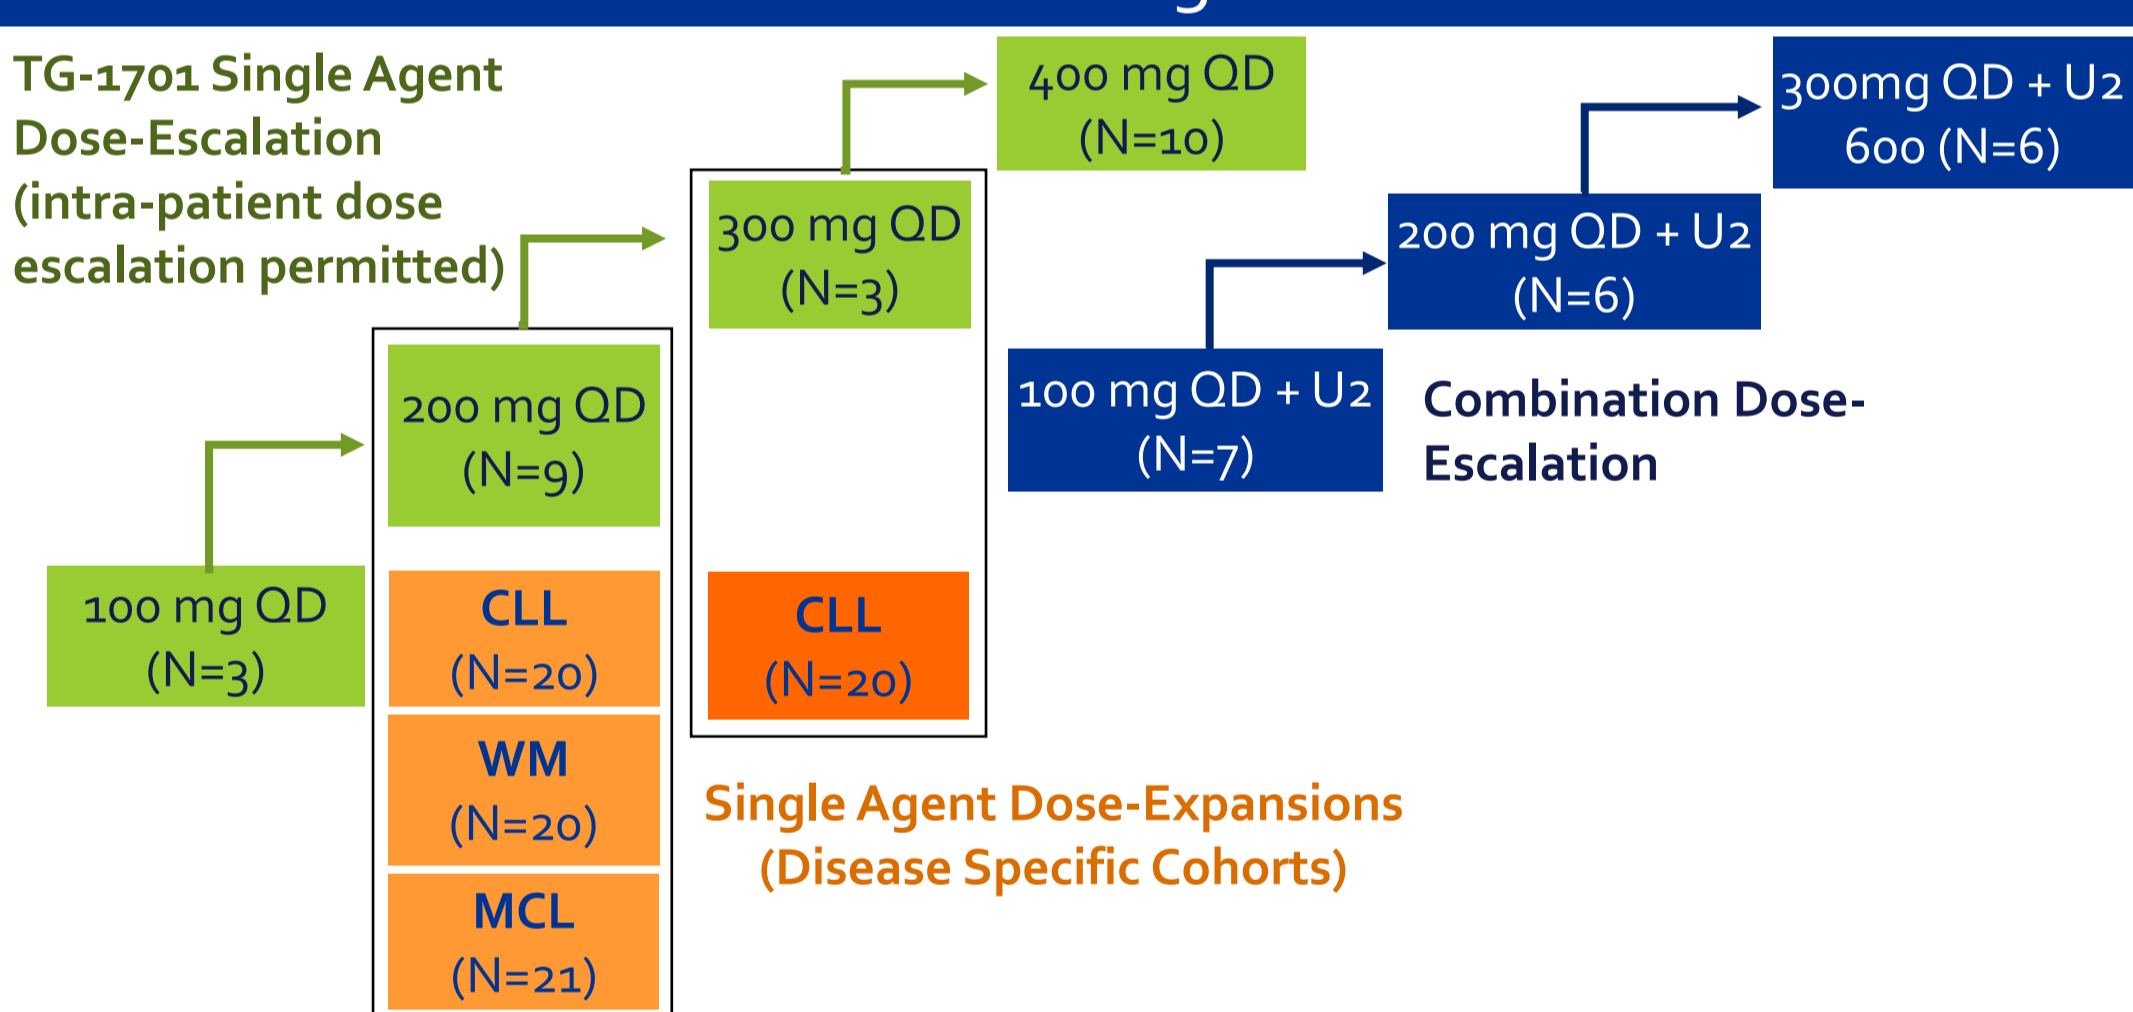 TG-1701 Single Agent
Dose-Escalation
(intra-patient dose
escalation permitted)
100 mg QD
(N=3)
200 mg QD
(N=9)
CLL
(N=20)
WM
(N=20)
MCL
(N=21)
300 mg QD
(N=3)
CLL
(N=20)
400 mg QD
(N=10)
Single Agent Dose-Expansions
(Disease Specific Cohorts)
100 mg QD + U2
(N=7)
200 mg QD + U2
(N=6)
300mg QD + U2
600 (N=6)
Combination Dose-
Escalation